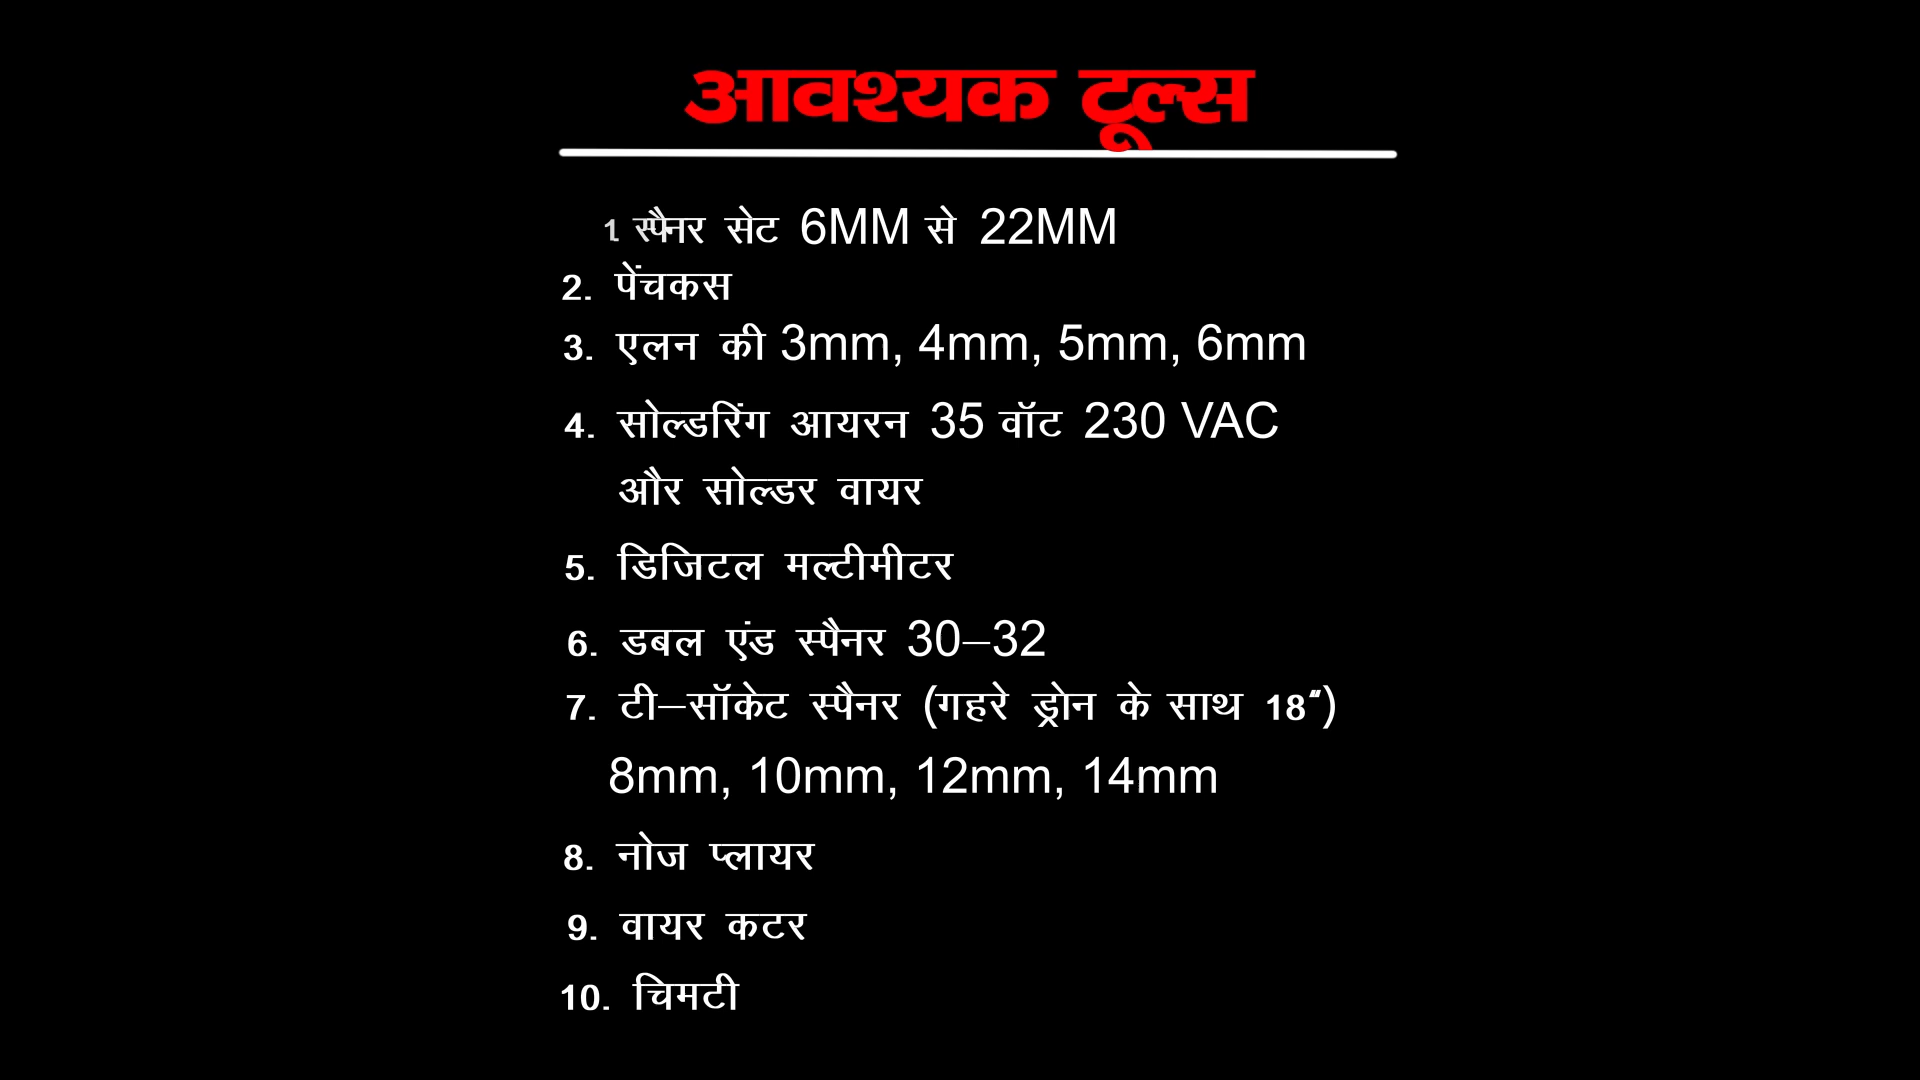 आवश्यक टूल्स
1. स्पैनर सेट 6MM से 22MM
2. पेंचकस
3. एलन की 3mm, 4mm, 5mm, 6mm
4. सोल्डरिंग आयरन 35 वॉट 230 VAC
और सोल्डर वायर
5. डिजिटल मल्टीमीटर
6. डबल एंड स्पैनर 30–32
7. टी–सॉकेट स्पैनर (गहरे ड्रोन के साथ 18“)
8mm, 10mm, 12mm, 14mm
8. नोज प्लायर
9. वायर कटर
10. चिमटी